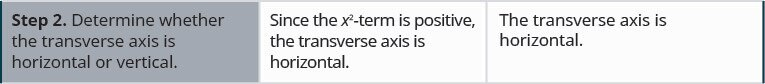 Step 2. Determine whether
the transverse axis is
horizontal or vertical.
Since the x²-term is positive,
the transverse axis is
horizontal.
The transverse axis is
horizontal.